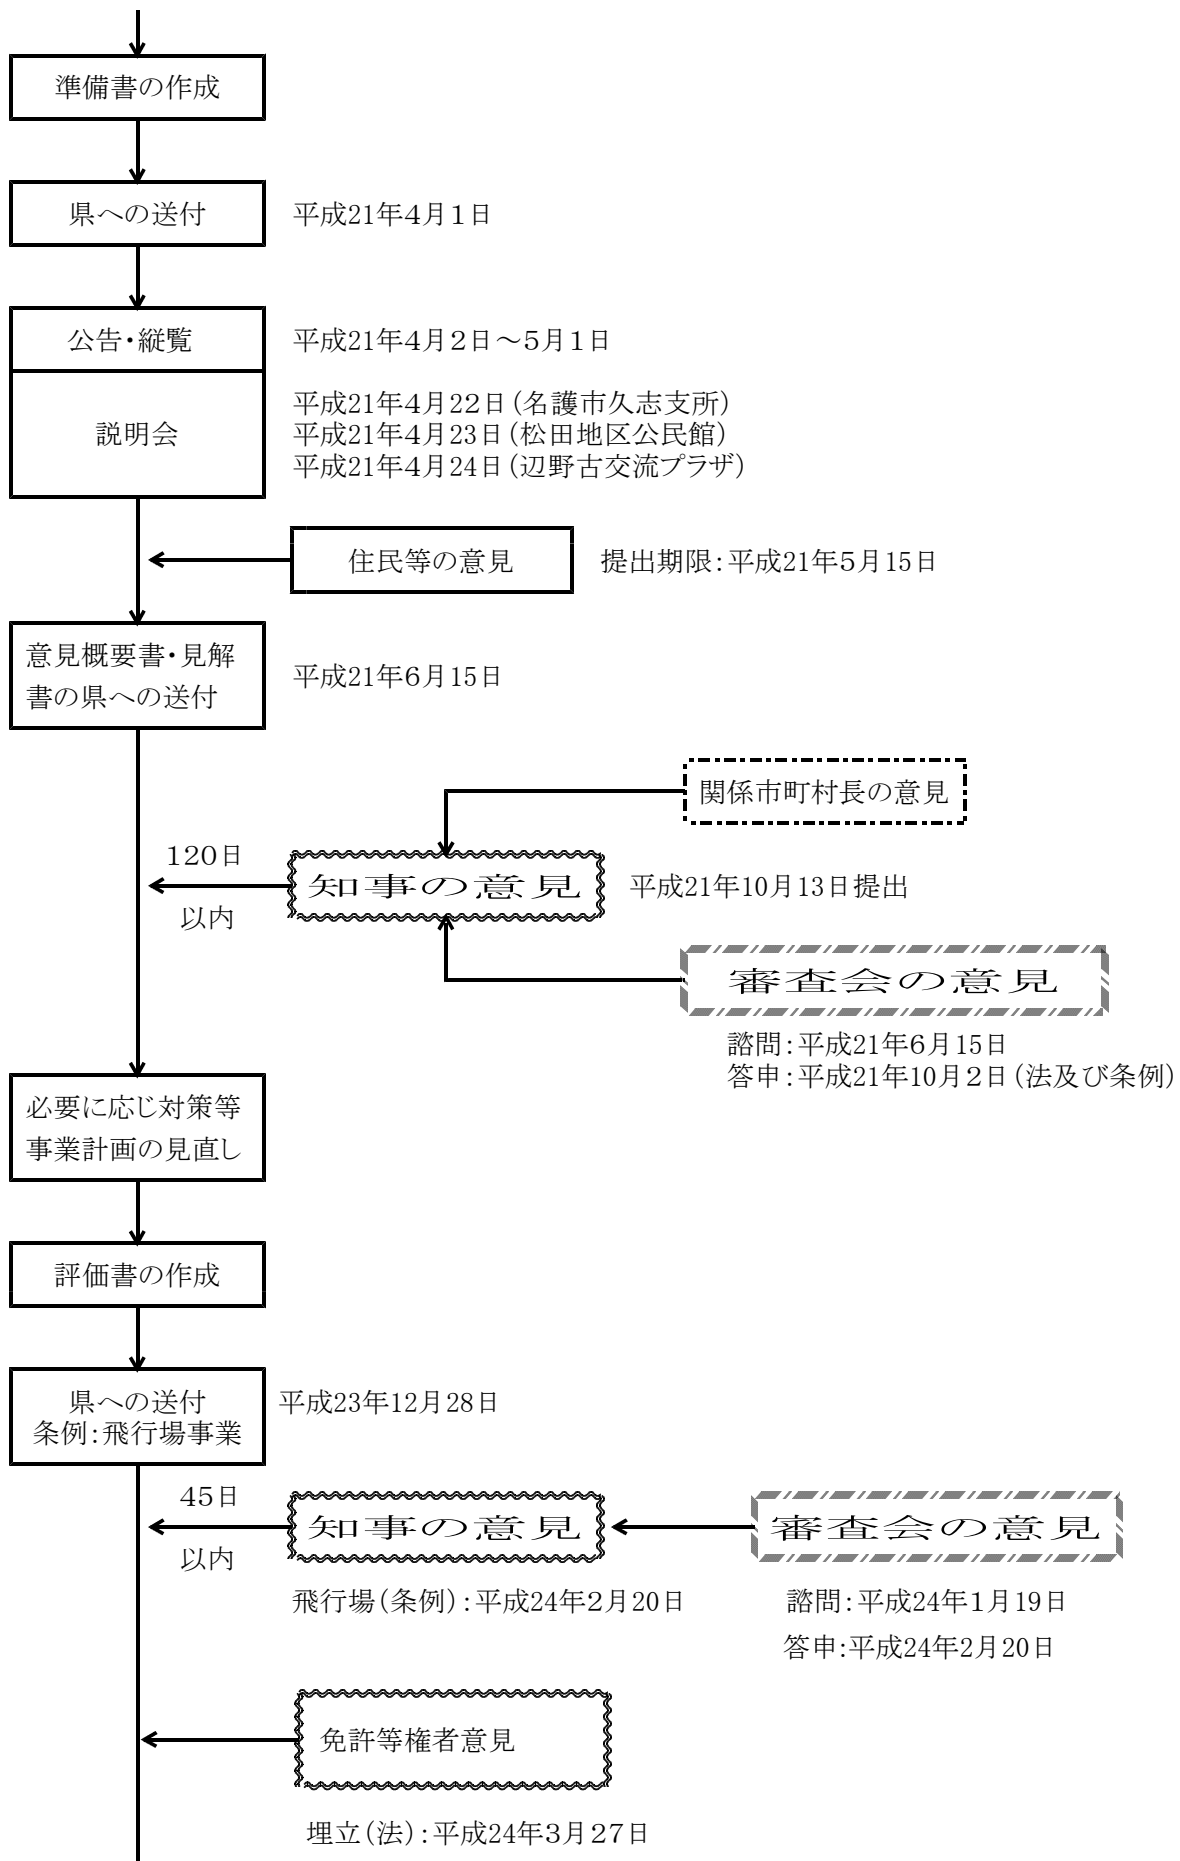 準備書の作成
県への送付
平成21年4月1日
公告・縦覧
平成21年4月2日～5月1日
説明会
平成21年4月22日(名護市久志支所)
平成21年4月23日(松田地区公民館)
平成21年4月24日(辺野古交流プラザ)
住民等の意見
提出期限:平成21年5月15日
意見概要書・見解
書の県への送付
平成21年6月15日
関係市町村長の意見
120日
以内
知事の意見
平成21年10月13日提出
審査会の意見
諮問:平成21年6月15日
答申:平成21年10月2日(法及び条例)
必要に応じ対策等
事業計画の見直し
評価書の作成
県への送付
条例:飛行場事業
平成23年12月28日
45日
以内
知事の意見
審査会の意見
飛行場(条例):平成24年2月20日
諮問:平成24年1月19日
答申:平成24年2月20日
免許等権者意見
埋立(法):平成24年3月27日